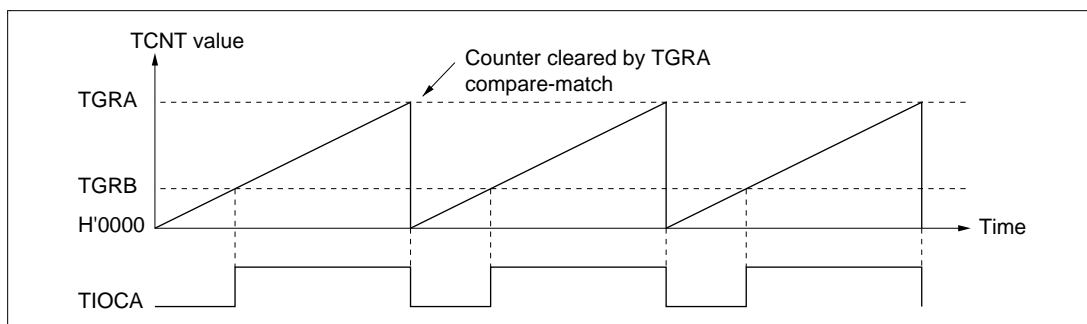 TCNT value
Counter cleared by TGRA
compare-match
TGRA
TGRB
H'0000
Time
TIOCA